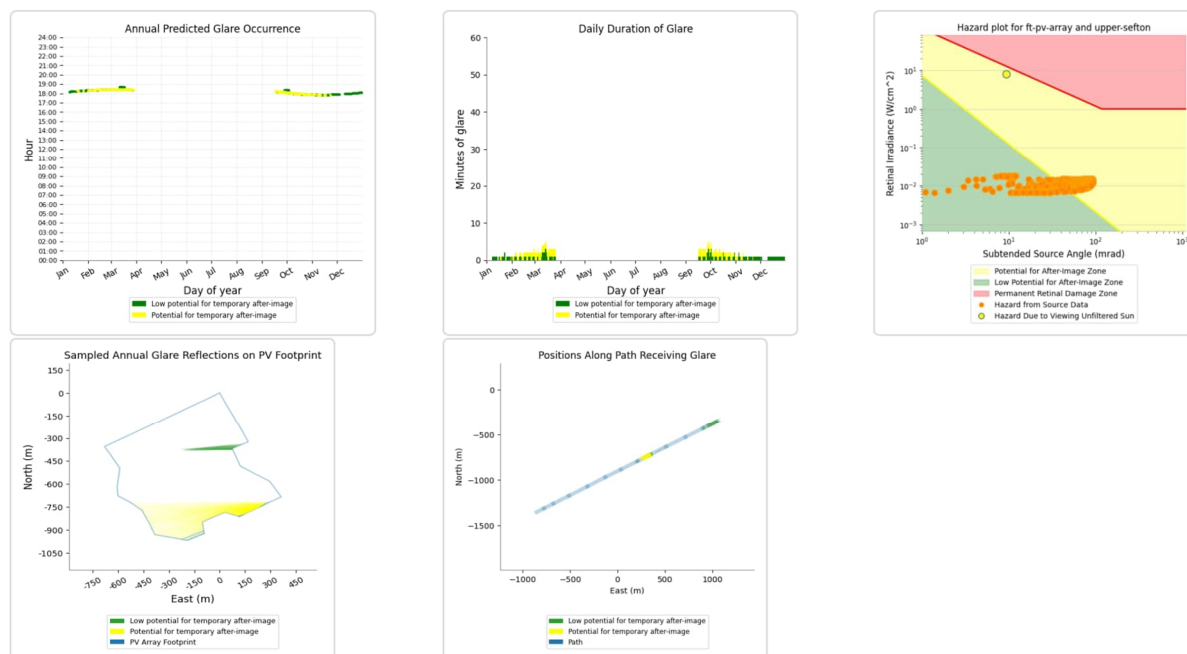 Annual Predicted Glare Occurrence
Hour
24:00
23:00
22:00
21:00
20:00
19:00
18:00
17:00
16:00
15:00
14:00
13:00
12:00
11:00
10:00
09:00
08:00
07:00
06:00
05:00
04:00
03:00
02:00
01:00
00:00
Jan Feb Mar Apr May Jun Jul Aug Sep Oct Nov Dec
Day of year
Low potential for temporary after-image
Potential for temporary after-image
Daily Duration of Glare
Minutes of glare
60
50
40
30
20
10
0
Jan Feb Mar Apr May Jun Jul Aug Sep Oct Nov Dec
Day of year
Low potential for temporary after-image
Potential for temporary after-image
Hazard plot for ft-pv-array and upper-sefton
Retinal Irradiance (W/cm^2)
10^1
10^0
10^-1
10^-2
10^-3
10^0 10^1 10^2 10^3
Subtended Source Angle (mrad)
Potential for After-Image Zone
Low Potential for After-Image Zone
Permanent Retinal Damage Zone
Hazard from Source Data
Hazard Due to Viewing Unfiltered Sun
Sampled Annual Glare Reflections on PV Footprint
North (m)
150
0
-150
-300
-450
-600
-750
-900
-1050
-750 -600 -450 -300 -150 0 150 300 450
East (m)
Low potential for temporary after-image
Potential for temporary after-image
PV Array Footprint
Positions Along Path Receiving Glare
North (m)
0
−500
−1000
−1500
−1000 −500 0 500 1000
East (m)
Low potential for temporary after-image
Potential for temporary after-image
Path